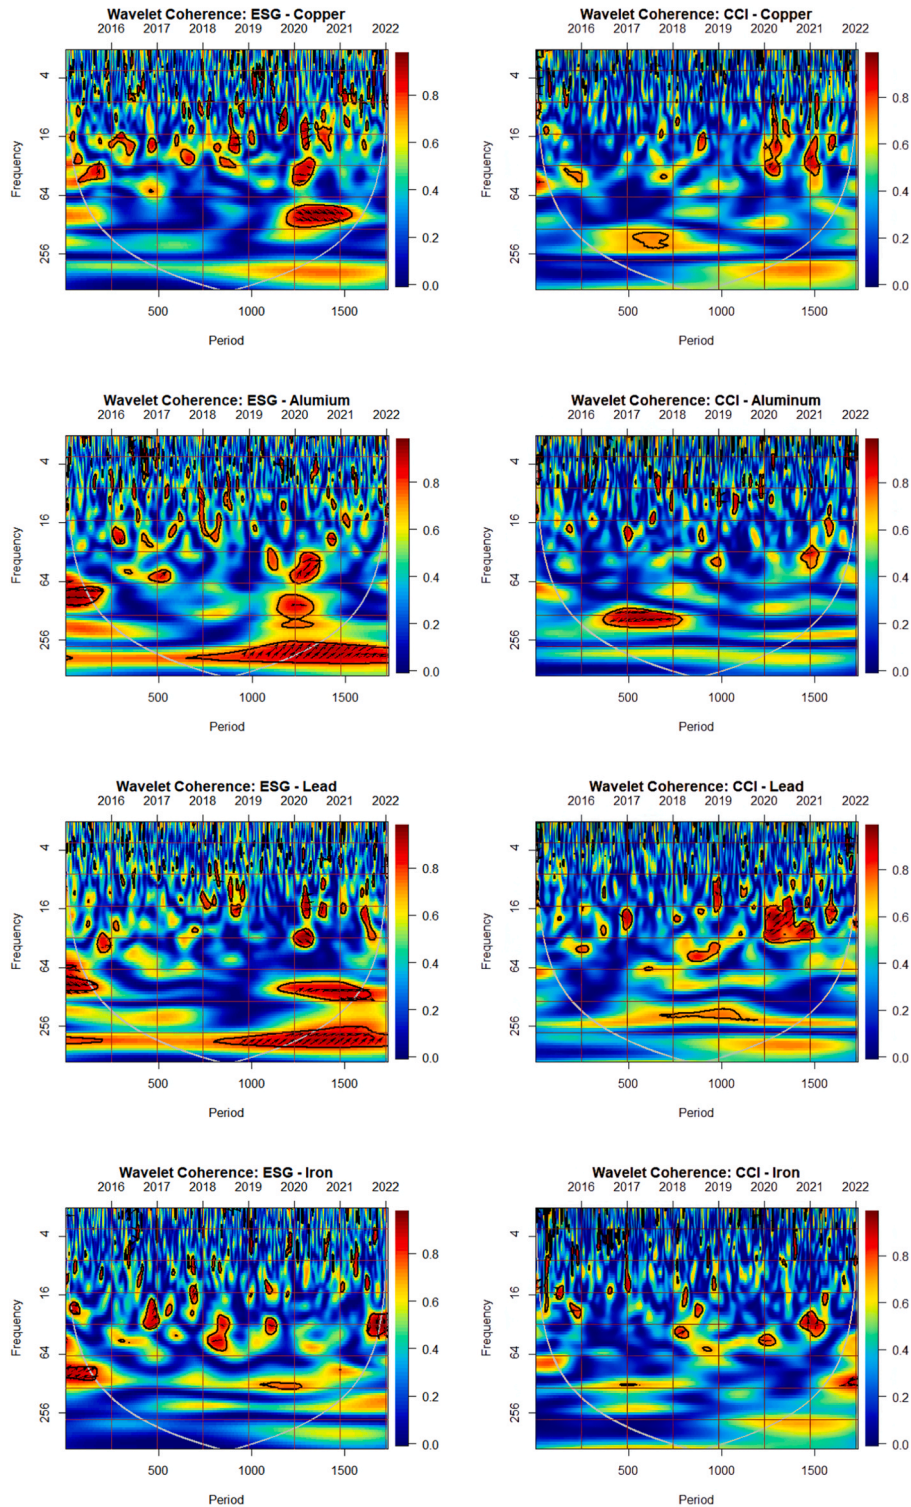 Wavelet Coherence: ESG - Copper
2016 2017 2018 2019 2020 2021 2022
Frequency
4
16
64
256
0.8
0.6
0.4
0.2
0.0
500 1000 1500
Period
Wavelet Coherence: CCI - Copper
2016 2017 2018 2019 2020 2021 2022
Frequency
4
16
64
256
0.8
0.6
0.4
0.2
0.0
500 1000 1500
Period
Wavelet Coherence: ESG - Alumium
2016 2017 2018 2019 2020 2021 2022
Frequency
4
16
64
256
0.8
0.6
0.4
0.2
0.0
500 1000 1500
Period
Wavelet Coherence: CCI - Aluminum
2016 2017 2018 2019 2020 2021 2022
Frequency
4
16
64
256
0.8
0.6
0.4
0.2
0.0
500 1000 1500
Period
Wavelet Coherence: ESG - Lead
2016 2017 2018 2019 2020 2021 2022
Frequency
4
16
64
256
0.8
0.6
0.4
0.2
0.0
500 1000 1500
Period
Wavelet Coherence: CCI - Lead
2016 2017 2018 2019 2020 2021 2022
Frequency
4
16
64
256
0.8
0.6
0.4
0.2
0.0
500 1000 1500
Period
Wavelet Coherence: ESG - Iron
2016 2017 2018 2019 2020 2021 2022
Frequency
4
16
64
256
0.8
0.6
0.4
0.2
0.0
500 1000 1500
Period
Wavelet Coherence: CCI - Iron
2016 2017 2018 2019 2020 2021 2022
Frequency
4
16
64
256
0.8
0.6
0.4
0.2
0.0
500 1000 1500
Period